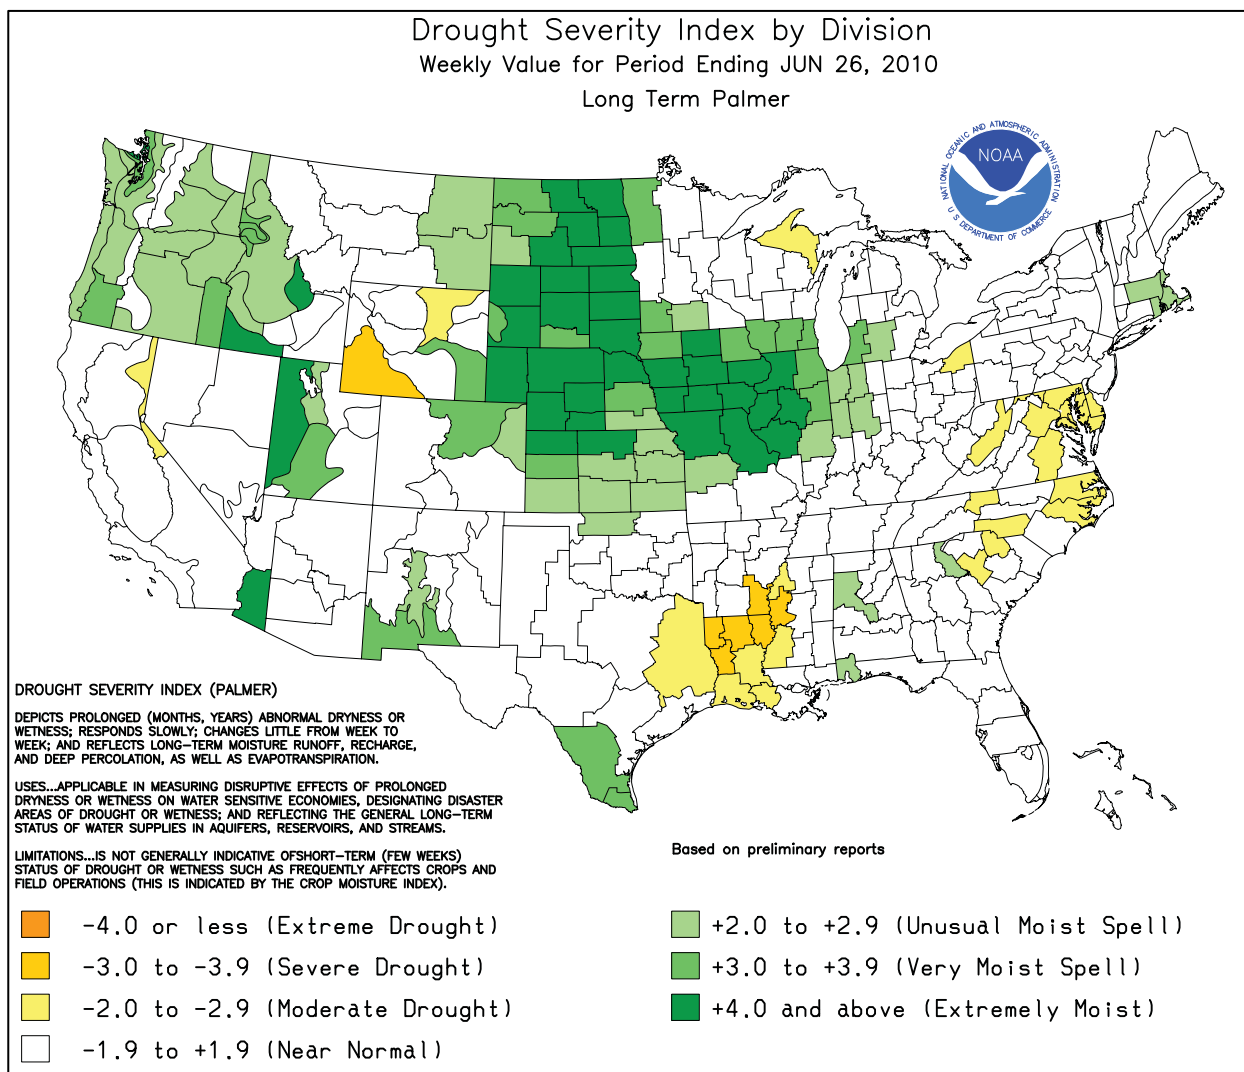 Drought Severity Index by Division
Weekly Value for Period Ending JUN 26, 2010
Long Term Palmer
NATIONAL OCEANIC AND ATMOSPHERIC ADMINISTRATION
NOAA
U S DEPARTMENT OF COMMERCE
DROUGHT SEVERITY INDEX (PALMER)
DEPICTS PROLONGED (MONTHS, YEARS) ABNORMAL DRYNESS OR
WETNESS; RESPONDS SLOWLY; CHANGES LITTLE FROM WEEK TO
WEEK; AND REFLECTS LONG-TERM MOISTURE RUNOFF, RECHARGE,
AND DEEP PERCOLATION, AS WELL AS EVAPOTRANSPIRATION.
USES...APPLICABLE IN MEASURING DISRUPTIVE EFFECTS OF PROLONGED
DRYNESS OR WETNESS ON WATER SENSITIVE ECONOMIES, DESIGNATING DISASTER
AREAS OF DROUGHT OR WETNESS; AND REFLECTING THE GENERAL LONG-TERM
STATUS OF WATER SUPPLIES IN AQUIFERS, RESERVOIRS, AND STREAMS.
LIMITATIONS...IS NOT GENERALLY INDICATIVE OFSHORT-TERM (FEW WEEKS)
STATUS OF DROUGHT OR WETNESS SUCH AS FREQUENTLY AFFECTS CROPS AND
FIELD OPERATIONS (THIS IS INDICATED BY THE CROP MOISTURE INDEX).
Based on preliminary reports
-4.0 or less (Extreme Drought)
-3.0 to -3.9 (Severe Drought)
-2.0 to -2.9 (Moderate Drought)
-1.9 to +1.9 (Near Normal)
+2.0 to +2.9 (Unusual Moist Spell)
+3.0 to +3.9 (Very Moist Spell)
+4.0 and above (Extremely Moist)